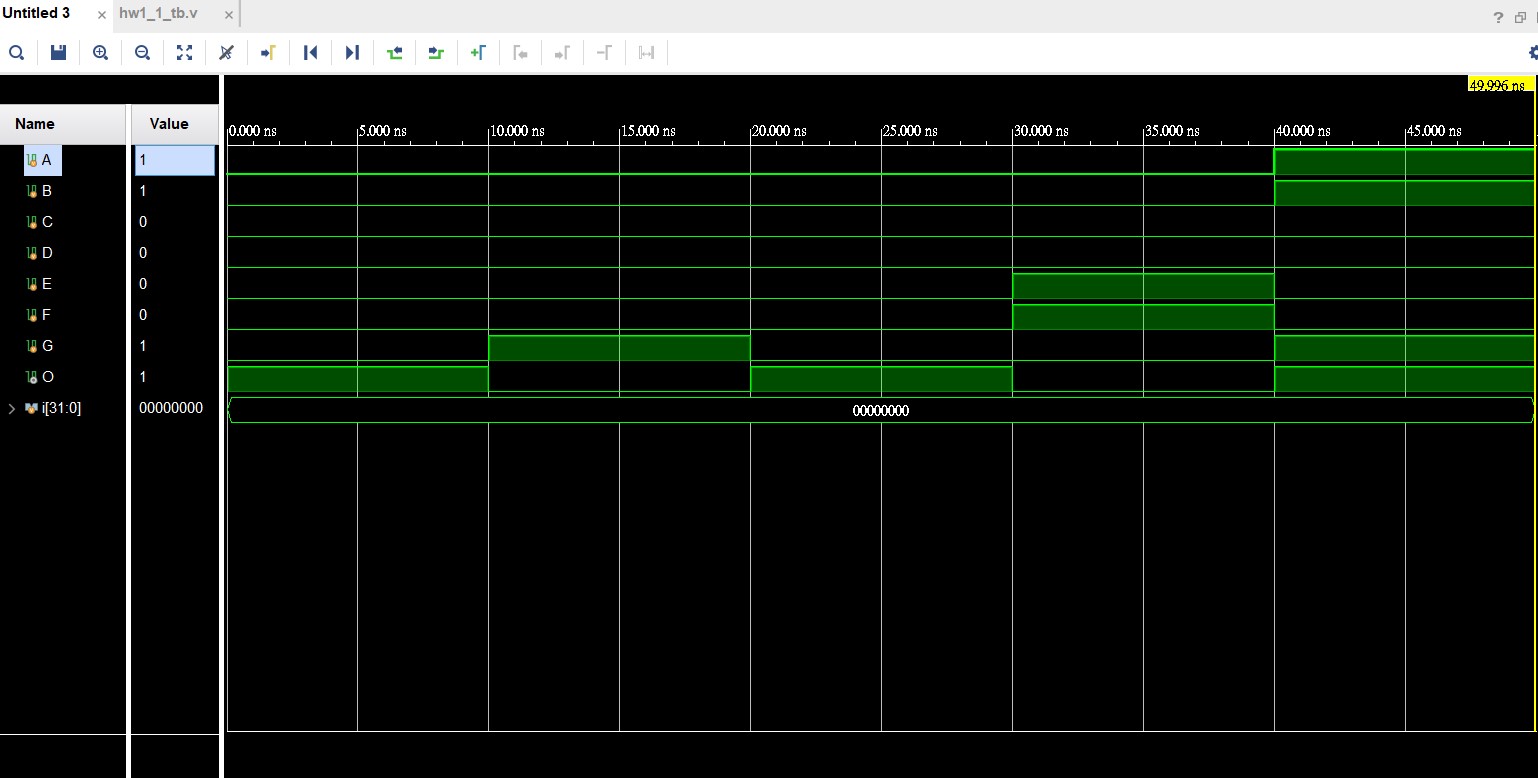 Untitled 3 × hw1_1_tb.v ×
?
49.996 ns
Name Value
0.000 ns 5.000 ns 10.000 ns 15.000 ns 20.000 ns 25.000 ns 30.000 ns 35.000 ns 40.000 ns 45.000 ns
A 1
B 1
C 0
D 0
E 0
F 0
G 1
O 1
i[31:0] 00000000 00000000